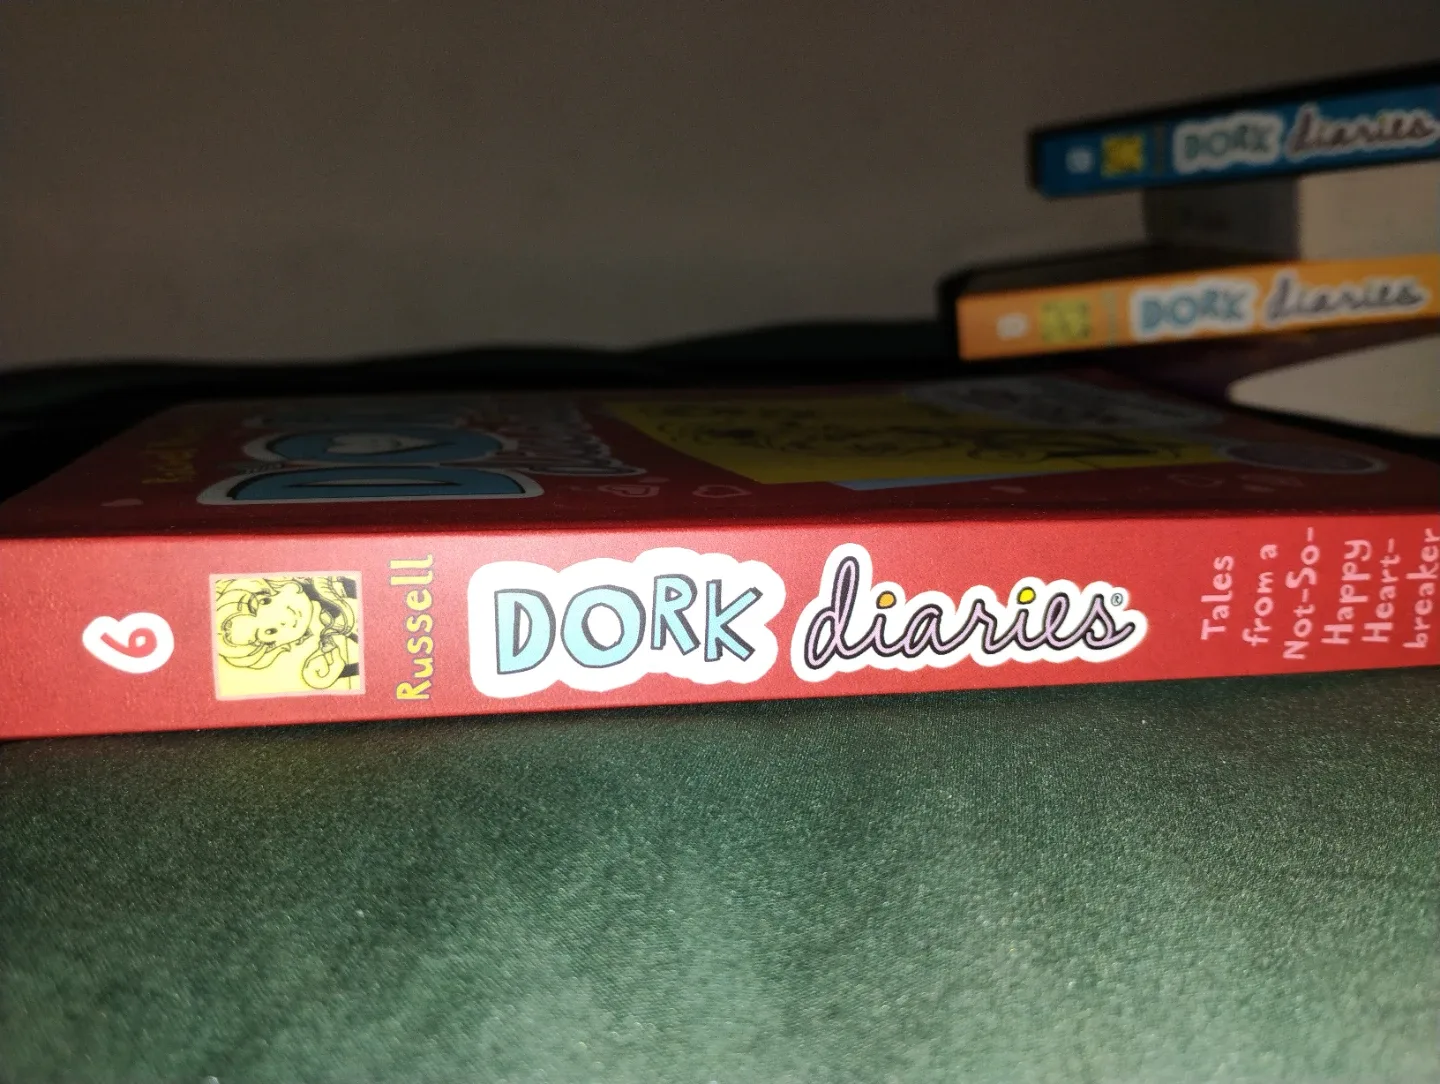 DORK diaries
DORK diaries
6
Russell
DORK diaries®
Tales
from a
Not-So-
Happy
Heart-
breaker